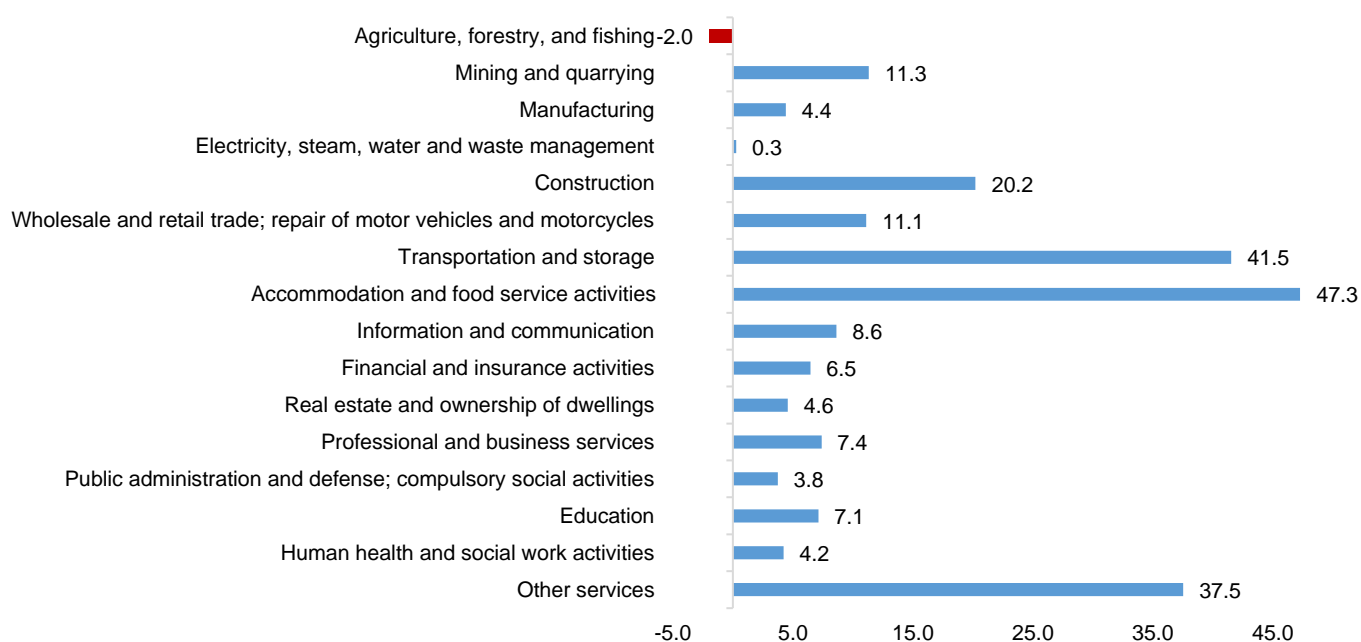 Agriculture, forestry, and fishing -2.0
Mining and quarrying 11.3
Manufacturing 4.4
Electricity, steam, water and waste management 0.3
Construction 20.2
Wholesale and retail trade; repair of motor vehicles and motorcycles 11.1
Transportation and storage 41.5
Accommodation and food service activities 47.3
Information and communication 8.6
Financial and insurance activities 6.5
Real estate and ownership of dwellings 4.6
Professional and business services 7.4
Public administration and defense; compulsory social activities 3.8
Education 7.1
Human health and social work activities 4.2
Other services 37.5
-5.0 5.0 15.0 25.0 35.0 45.0